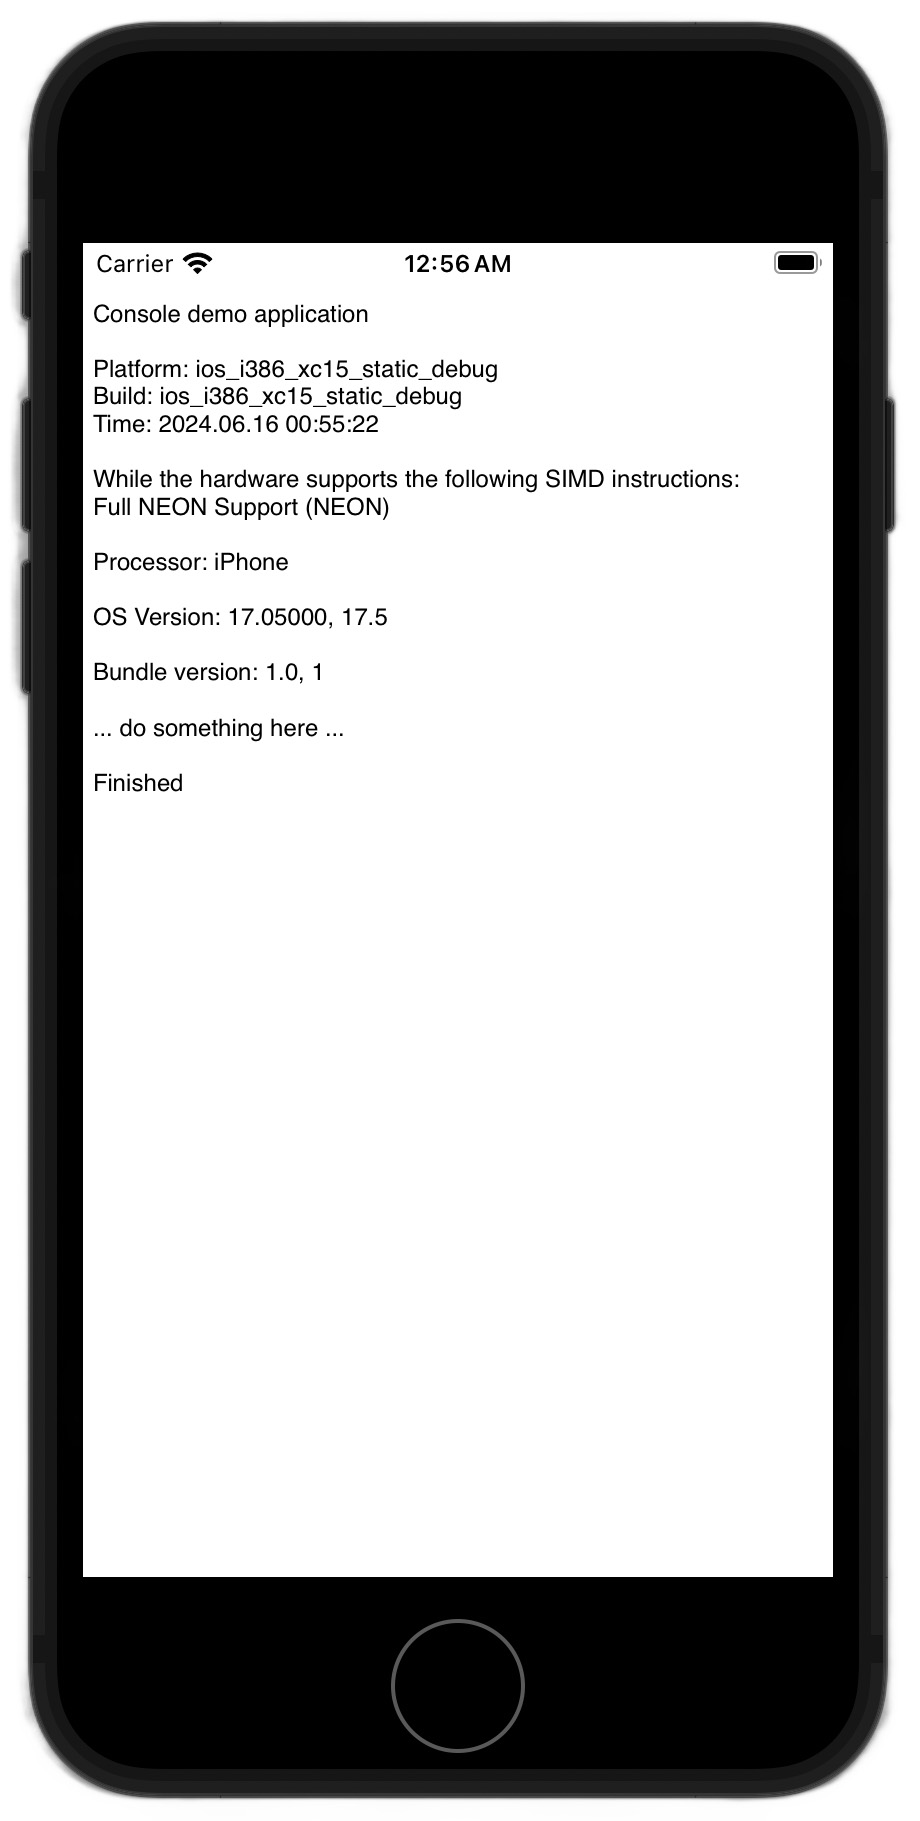 Carrier 12:56 AM
Console demo application
Platform: ios_i386_xc15_static_debug
Build: ios_i386_xc15_static_debug
Time: 2024.06.16 00:55:22
While the hardware supports the following SIMD instructions:
Full NEON Support (NEON)
Processor: iPhone
OS Version: 17.05000, 17.5
Bundle version: 1.0, 1
... do something here ...
Finished